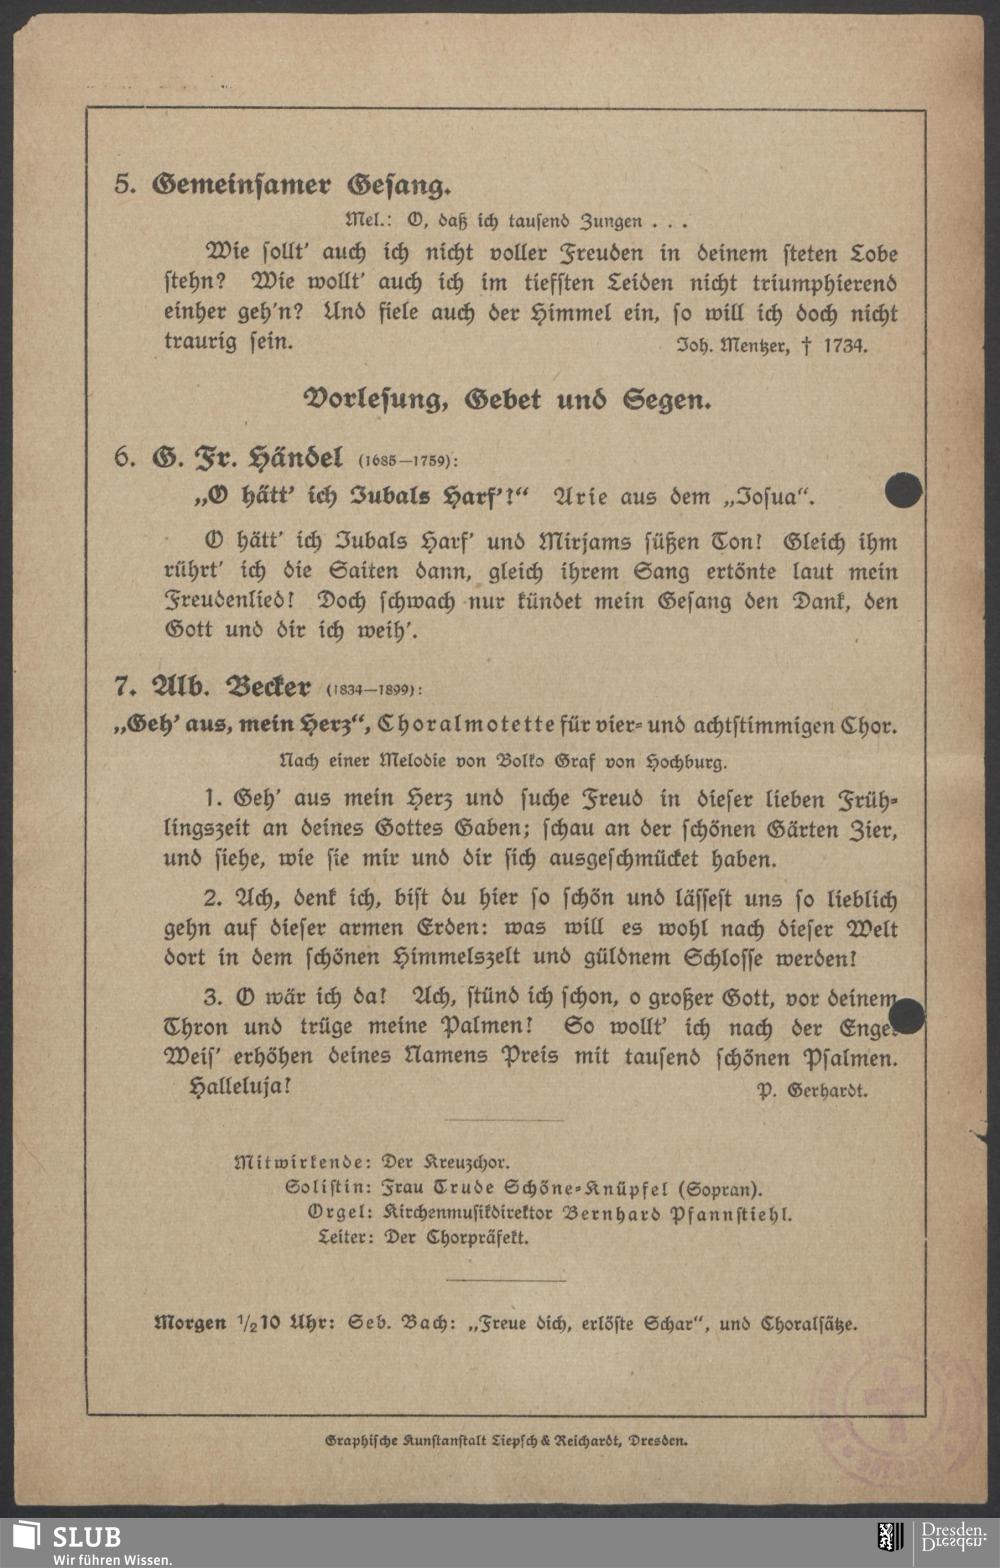 5. Gemeinsamer Gesang.
Mel.: O, daß ich tausend Zungen . . .
Wie sollt' auch ich nicht voller Freuden in deinem steten Lobe
stehn? Wie wollt' auch ich im tiefsten Leiden nicht triumphierend
einher geh'n? Und fiele auch der Himmel ein, so will ich doch nicht
traurig sein. Joh. Mentzer, † 1734.
Vorlesung, Gebet und Segen.
6. G. Fr. Händel (1685—1759):
„O hätt' ich Jubals Harf'!“ Arie aus dem „Josua“.
O hätt' ich Jubals Harf' und Mirjams süßen Ton! Gleich ihm
rührt' ich die Saiten dann, gleich ihrem Sang ertönte laut mein
Freudenlied! Doch schwach nur kündet mein Gesang den Dank, den
Gott und dir ich weih'.
7. Alb. Becker (1834—1899):
„Geh' aus, mein Herz“, Choralmotette für vier- und achtstimmigen Chor.
Nach einer Melodie von Bolko Graf von Hochburg.
1. Geh' aus mein Herz und suche Freud in dieser lieben Früh-
lingszeit an deines Gottes Gaben; schau an der schönen Gärten Zier,
und siehe, wie sie mir und dir sich ausgeschmücket haben.
2. Ach, denk ich, bist du hier so schön und lässest uns so lieblich
gehn auf dieser armen Erden: was will es wohl nach dieser Welt
dort in dem schönen Himmelszelt und güldnem Schlosse werden!
3. O wär ich da! Ach, stünd ich schon, o großer Gott, vor deinem
Thron und trüge meine Palmen! So wollt' ich nach der Engel
Weis' erhöhen deines Namens Preis mit tausend schönen Psalmen.
Halleluja! P. Gerhardt.
Mitwirkende: Der Kreuzchor.
Solistin: Frau Trude Schöne-Knüpfel (Sopran).
Orgel: Kirchenmusikdirektor Bernhard Pfannstiehl.
Leiter: Der Chorpräfekt.
Morgen 1/2 10 Uhr: Seb. Bach: „Freue dich, erlöste Schar“, und Choralsätze.
Graphische Kunstanstalt Liepsch & Reichardt, Dresden.
SLUB
Wir führen Wissen.
Dresden.
Dresden.